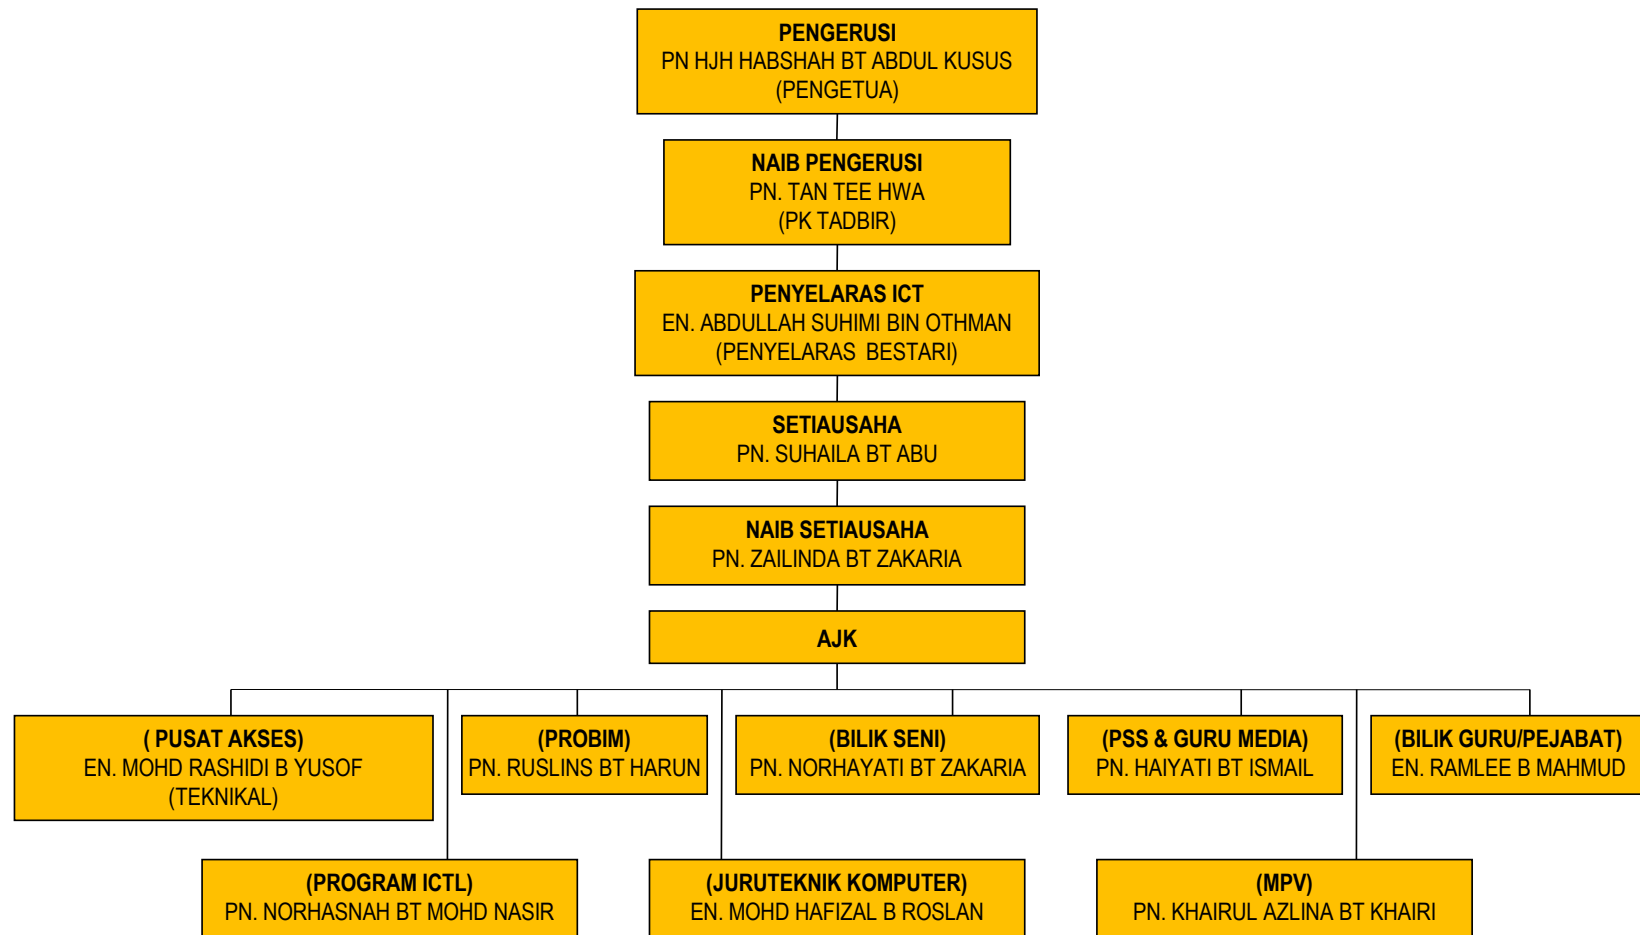 PENGERUSI
PN HJH HABSHAH BT ABDUL KUSUS
(PENGETUA)
NAIB PENGERUSI
PN. TAN TEE HWA
(PK TADBIR)
PENYELARAS ICT
EN. ABDULLAH SUHIMI BIN OTHMAN
(PENYELARAS BESTARI)
SETIAUSAHA
PN. SUHAILA BT ABU
NAIB SETIAUSAHA
PN. ZAILINDA BT ZAKARIA
AJK
( PUSAT AKSES)
EN. MOHD RASHIDI B YUSOF
(TEKNIKAL)
(PROBIM)
PN. RUSLINS BT HARUN
(BILIK SENI)
PN. NORHAYATI BT ZAKARIA
(PSS & GURU MEDIA)
PN. HAIYATI BT ISMAIL
(BILIK GURU/PEJABAT)
EN. RAMLEE B MAHMUD
(PROGRAM ICTL)
PN. NORHASNAH BT MOHD NASIR
(JURUTEKNIK KOMPUTER)
EN. MOHD HAFIZAL B ROSLAN
(MPV)
PN. KHAIRUL AZLINA BT KHAIRI